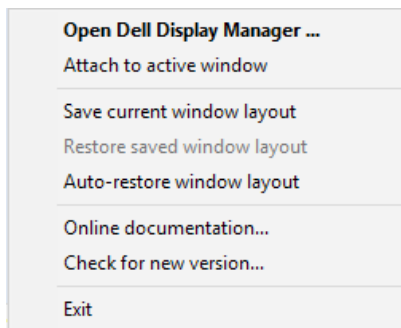 Open Dell Display Manager ...
Attach to active window
Save current window layout
Restore saved window layout
Auto-restore window layout
Online documentation...
Check for new version...
Exit